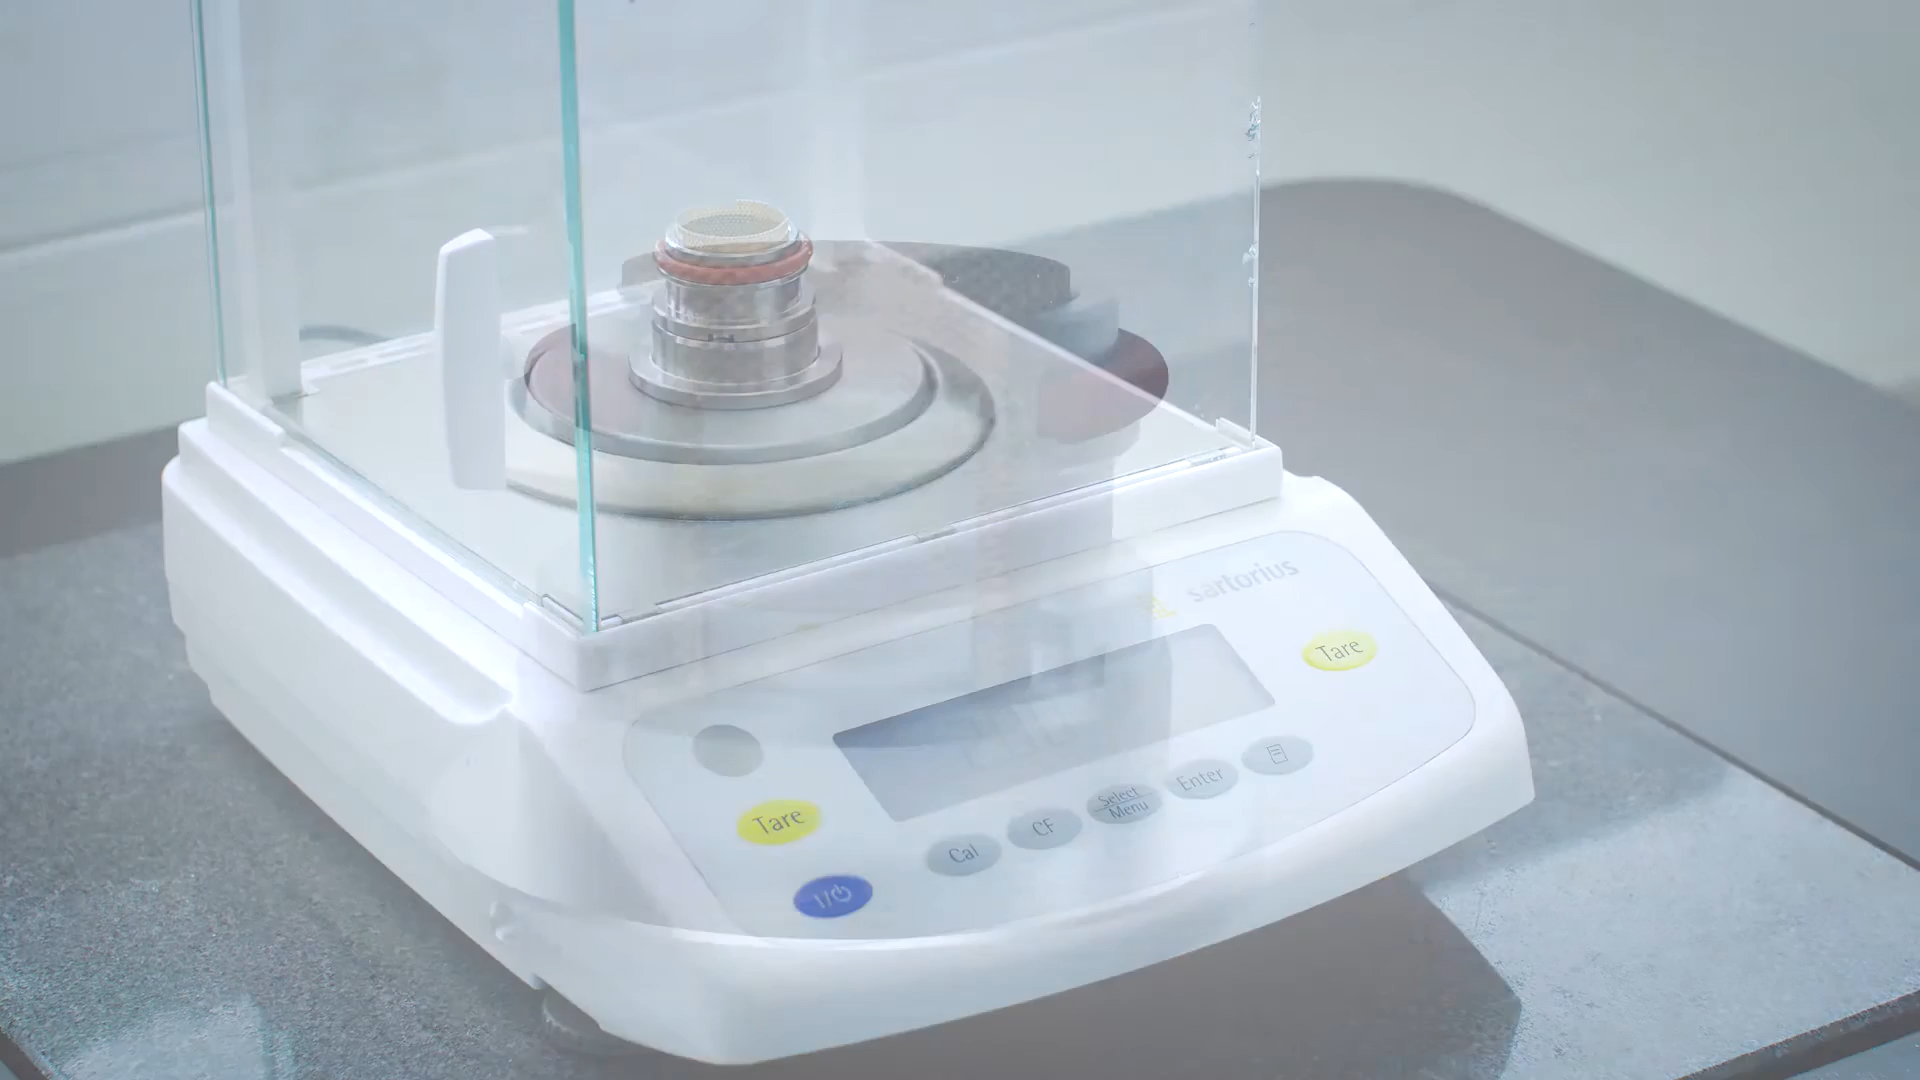 sartorius
Tare
Tare
Cal
CF
Select
Menu
Enter
I/⏻